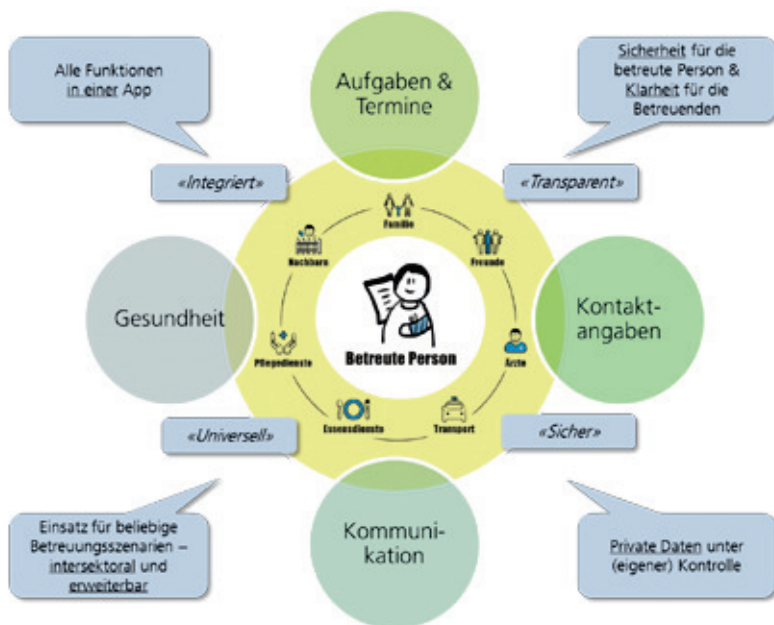 Alle Funktionen
in einer App
Aufgaben &
Termine
Sicherheit für die
betreute Person &
Klarheit für die
Betreuenden
«Integriert»
«Transparent»
Familie
Nachbarn
Freunde
Gesundheit
Kontakt-
angaben
Pflegedienste
Betreute Person
Ärzte
Essensdienste
Transport
«Universell»
«Sicher»
Einsatz für beliebige
Betreuungsszenarien –
intersektoral und
erweiterbar
Kommuni-
kation
Private Daten unter
(eigener) Kontrolle